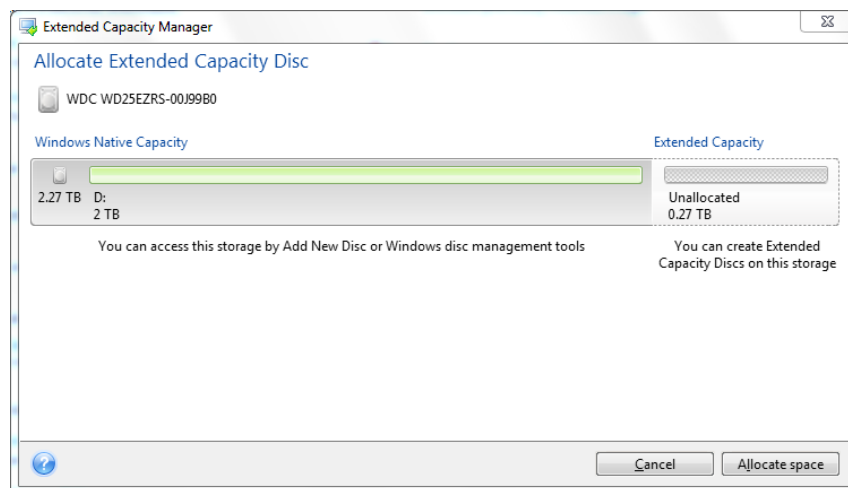 Extended Capacity Manager
Allocate Extended Capacity Disc
WDC WD25EZRS-00J99B0
Windows Native Capacity
Extended Capacity
2.27 TB
D:
2 TB
Unallocated
0.27 TB
You can access this storage by Add New Disc or Windows disc management tools
You can create Extended
Capacity Discs on this storage
?
Cancel
Allocate space